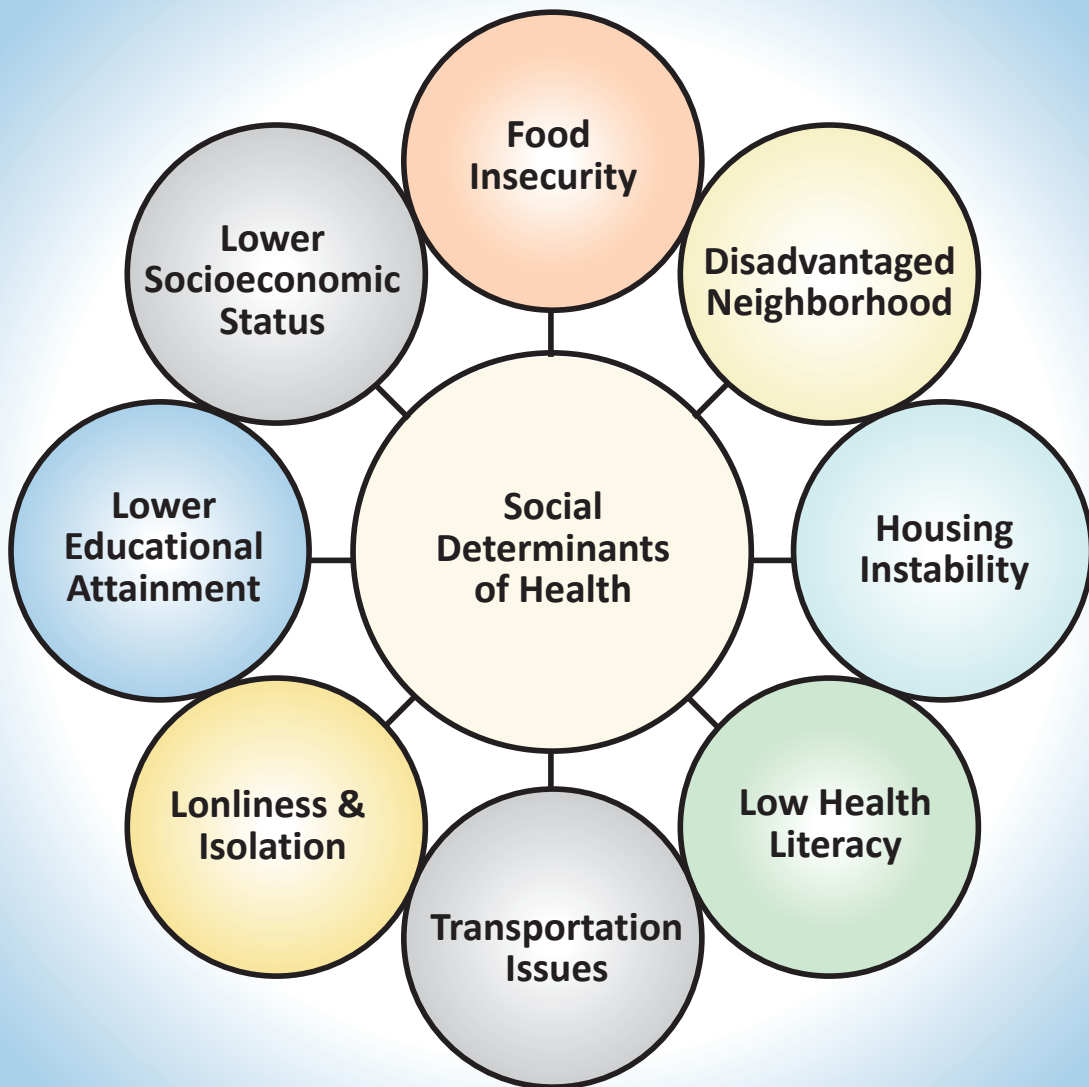 Food
Insecurity
Disadvantaged
Neighborhood
Housing
Instability
Low Health
Literacy
Transportation
Issues
Lonliness &
Isolation
Lower
Educational
Attainment
Lower
Socioeconomic
Status
Social
Determinants
of Health